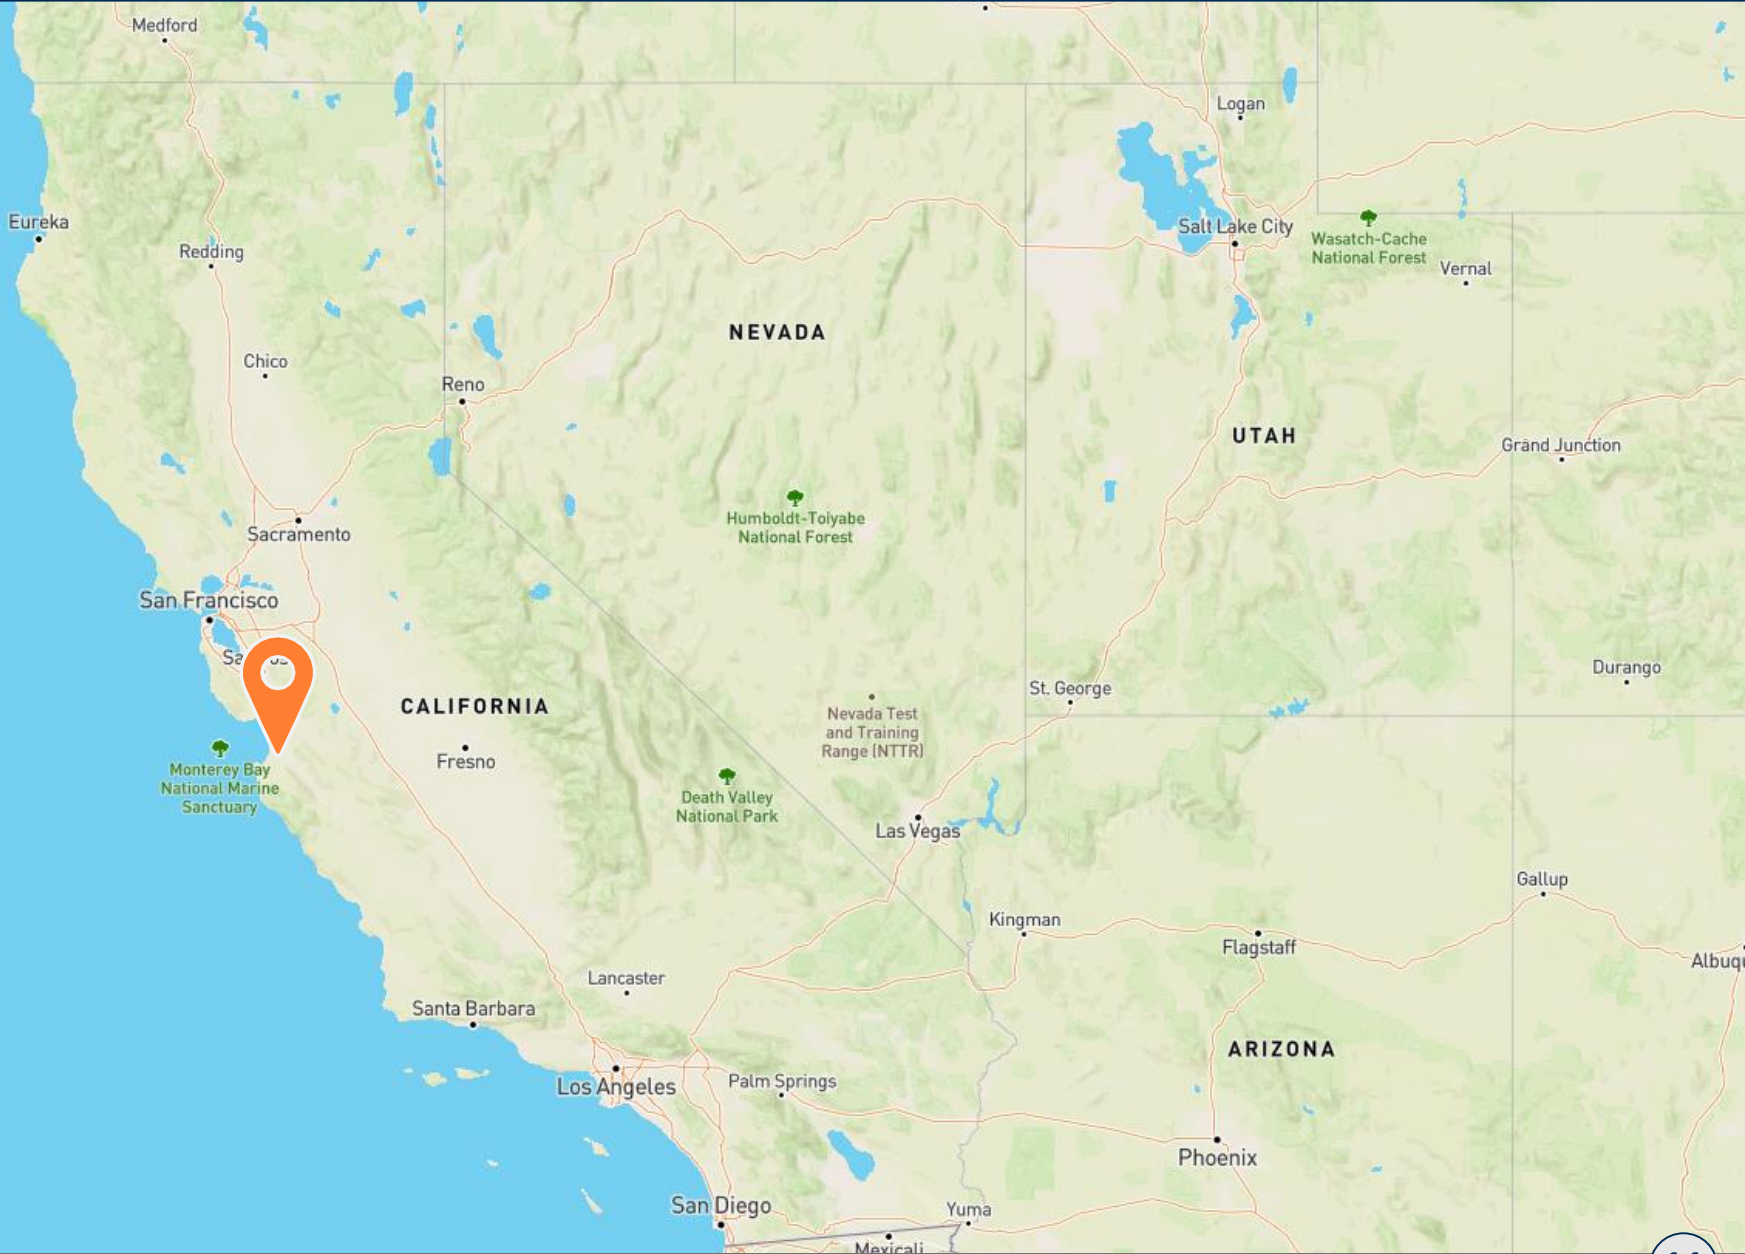 Medford
Logan
Eureka
Salt Lake City
Wasatch-Cache
National Forest
Redding
Vernal
NEVADA
Chico
Reno
UTAH
Grand Junction
Humboldt-Toiyabe
National Forest
Sacramento
San Francisco
Sa
os
Durango
St. George
CALIFORNIA
Nevada Test
and Training
Range (NTTR)
Fresno
Monterey Bay
National Marine
Sanctuary
Death Valley
National Park
Las Vegas
Gallup
Kingman
Flagstaff
Albuqu
Lancaster
Santa Barbara
ARIZONA
Los Angeles
Palm Springs
Phoenix
San Diego
Yuma
Mexicali